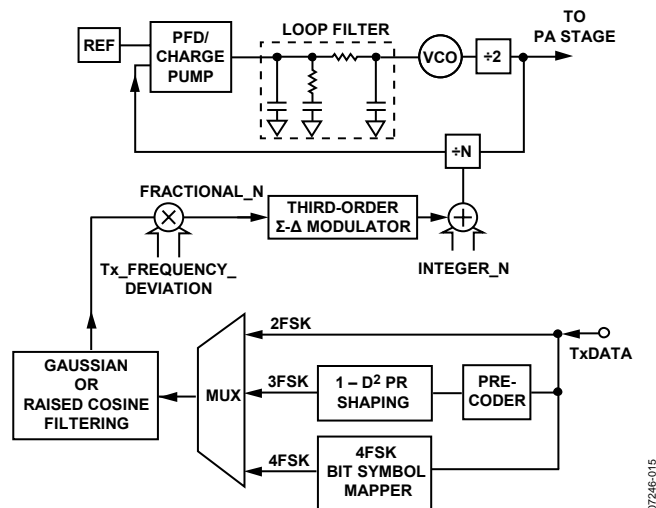 LOOP FILTER
TO
PA STAGE
REF
PFD/
CHARGE
PUMP
VCO
÷2
÷N
FRACTIONAL_N
THIRD-ORDER
Σ-Δ MODULATOR
Tx_FREQUENCY_
DEVIATION
INTEGER_N
2FSK
TxDATA
GAUSSIAN
OR
RAISED COSINE
FILTERING
MUX
3FSK
1 – D² PR
SHAPING
PRE-
CODER
4FSK
4FSK
BIT SYMBOL
MAPPER
07246-015